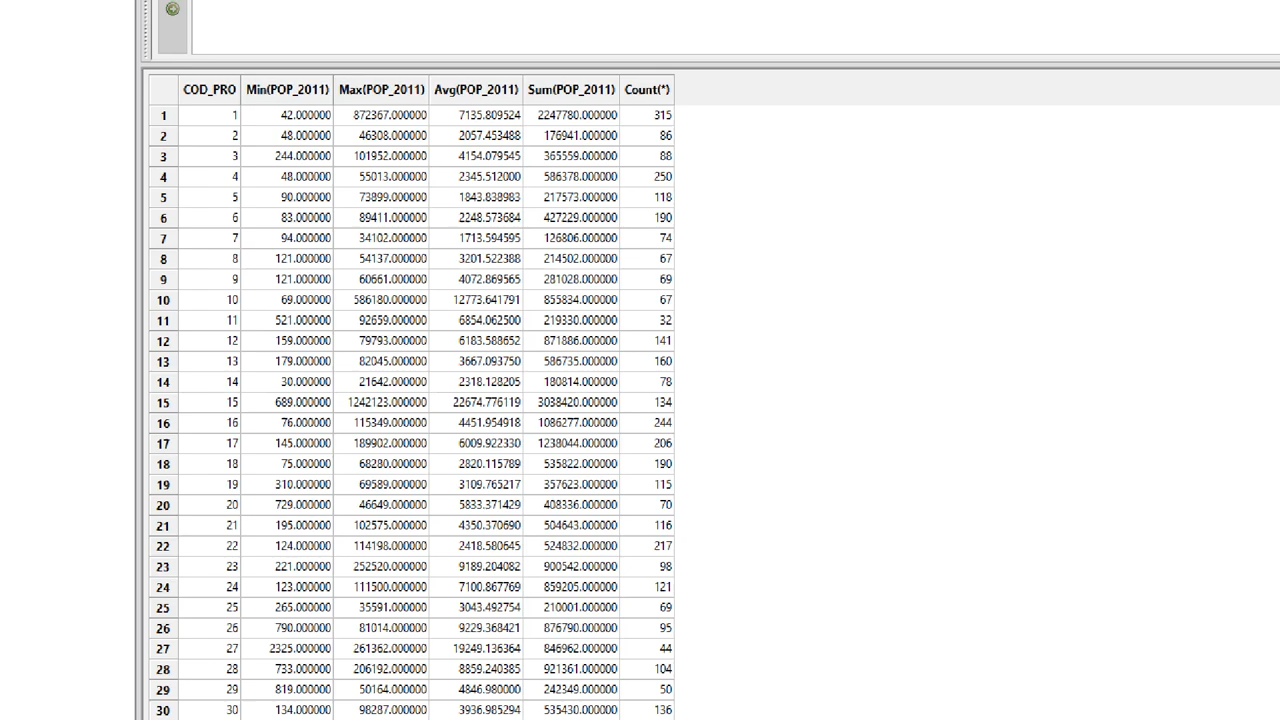 COD_PRO Min(POP_2011) Max(POP_2011) Avg(POP_2011) Sum(POP_2011) Count(*)
1 1 42.000000 872367.000000 7135.809524 2247780.000000 315
2 2 48.000000 46308.000000 2057.453488 176941.000000 86
3 3 244.000000 101952.000000 4154.079545 365559.000000 88
4 4 48.000000 55013.000000 2345.512000 586378.000000 250
5 5 90.000000 73899.000000 1843.838983 217573.000000 118
6 6 83.000000 89411.000000 2248.573684 427229.000000 190
7 7 94.000000 34102.000000 1713.594595 126806.000000 74
8 8 121.000000 54137.000000 3201.522388 214502.000000 67
9 9 121.000000 60661.000000 4072.869565 281028.000000 69
10 10 69.000000 586180.000000 12773.641791 855834.000000 67
11 11 521.000000 92659.000000 6854.062500 219330.000000 32
12 12 159.000000 79793.000000 6183.588652 871886.000000 141
13 13 179.000000 82045.000000 3667.093750 586735.000000 160
14 14 30.000000 21642.000000 2318.128205 180814.000000 78
15 15 689.000000 1242123.000000 22674.776119 3038420.000000 134
16 16 76.000000 115349.000000 4451.954918 1086277.000000 244
17 17 145.000000 189902.000000 6009.922330 1238044.000000 206
18 18 75.000000 68280.000000 2820.115789 535822.000000 190
19 19 310.000000 69589.000000 3109.765217 357623.000000 115
20 20 729.000000 46649.000000 5833.371429 408336.000000 70
21 21 195.000000 102575.000000 4350.370690 504643.000000 116
22 22 124.000000 114198.000000 2418.580645 524832.000000 217
23 23 221.000000 252520.000000 9189.204082 900542.000000 98
24 24 123.000000 111500.000000 7100.867769 859205.000000 121
25 25 265.000000 35591.000000 3043.492754 210001.000000 69
26 26 790.000000 81014.000000 9229.368421 876790.000000 95
27 27 2325.000000 261362.000000 19249.136364 846962.000000 44
28 28 733.000000 206192.000000 8859.240385 921361.000000 104
29 29 819.000000 50164.000000 4846.980000 242349.000000 50
30 30 134.000000 98287.000000 3936.985294 535430.000000 136